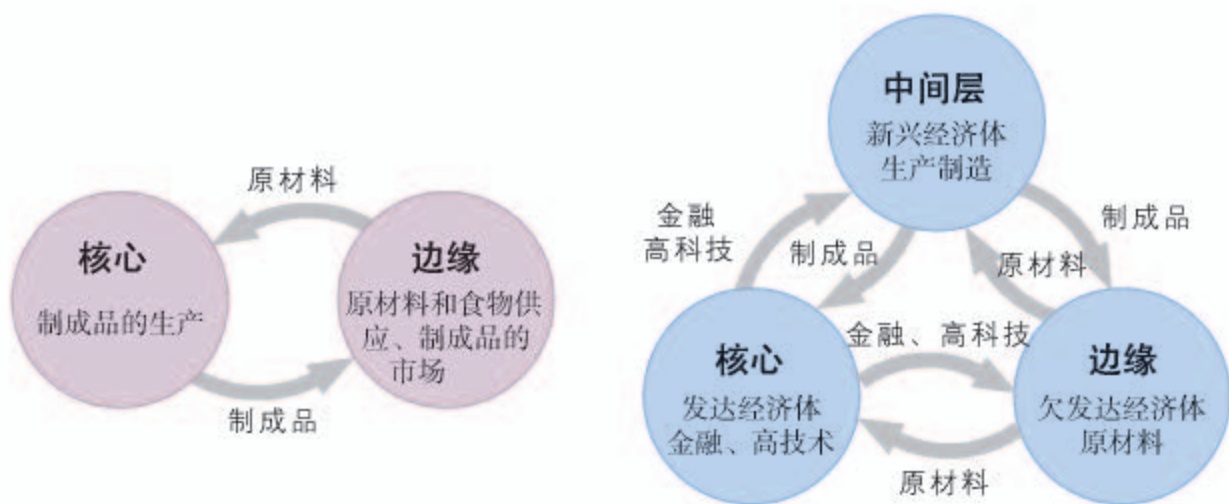 原材料
核心
制成品的生产
边缘
原材料和食物供
应、制成品的
市场
制成品
中间层
新兴经济体
生产制造
金融
高科技
制成品
制成品
原材料
金融、高科技
核心
发达经济体
金融、高技术
边缘
欠发达经济体
原材料
原材料